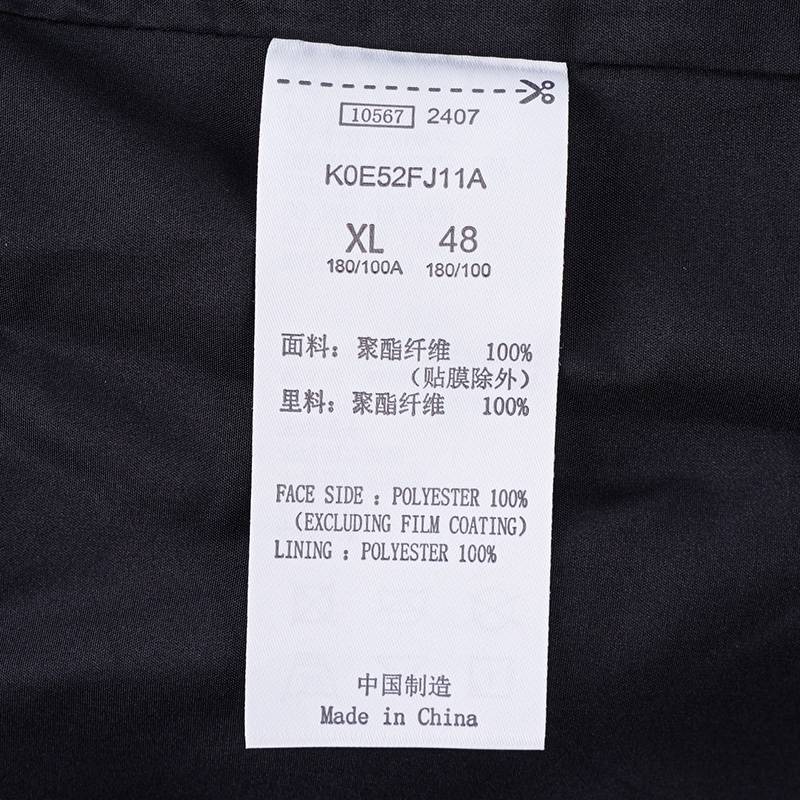 10567 2407
K0E52FJ11A
XL 48
180/100A 180/100
面料：聚酯纤维 100%
（贴膜除外）
里料：聚酯纤维 100%
FACE SIDE : POLYESTER 100%
(EXCLUDING FILM COATING)
LINING : POLYESTER 100%
中国制造
Made in China